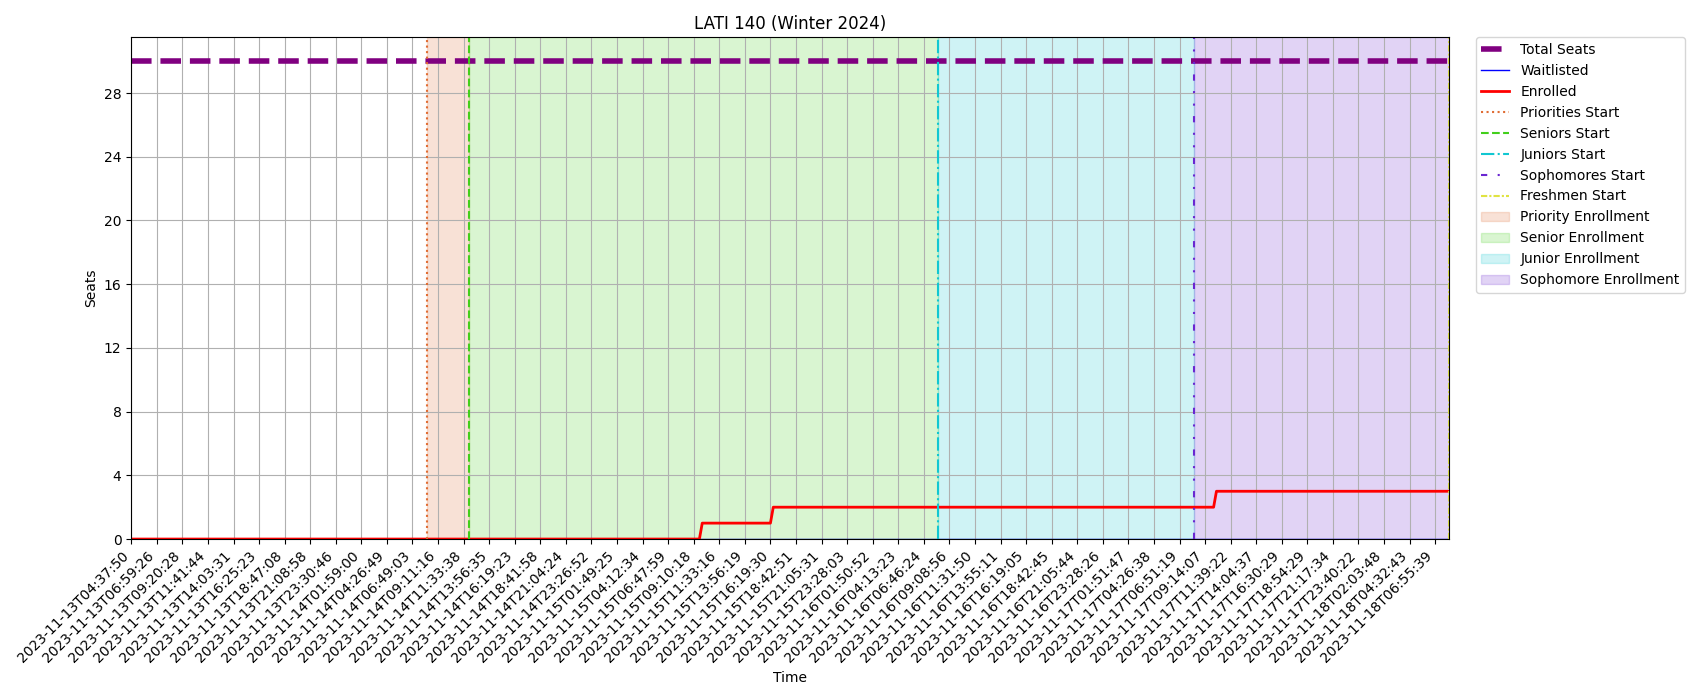 LATI 140 (Winter 2024)
Total Seats
Waitlisted
Enrolled
Priorities Start
Seniors Start
Juniors Start
Sophomores Start
Freshmen Start
Priority Enrollment
Senior Enrollment
Junior Enrollment
Sophomore Enrollment
Seats
28
24
20
16
12
8
4
0
2023-11-13T04:37:50
2023-11-13T06:59:26
2023-11-13T09:20:28
2023-11-13T11:41:44
2023-11-13T14:03:31
2023-11-13T16:25:23
2023-11-13T18:47:08
2023-11-13T21:08:58
2023-11-13T23:30:46
2023-11-14T01:59:00
2023-11-14T04:26:49
2023-11-14T06:49:03
2023-11-14T09:11:16
2023-11-14T11:33:38
2023-11-14T13:56:35
2023-11-14T16:19:23
2023-11-14T18:41:58
2023-11-14T21:04:24
2023-11-14T23:26:52
2023-11-15T01:49:25
2023-11-15T04:12:34
2023-11-15T06:47:59
2023-11-15T09:10:18
2023-11-15T11:33:16
2023-11-15T13:56:19
2023-11-15T16:19:30
2023-11-15T18:42:51
2023-11-15T21:05:31
2023-11-15T23:28:03
2023-11-16T01:50:52
2023-11-16T04:13:23
2023-11-16T06:46:24
2023-11-16T09:08:56
2023-11-16T11:31:50
2023-11-16T13:55:11
2023-11-16T16:19:05
2023-11-16T18:42:45
2023-11-16T21:05:44
2023-11-16T23:28:26
2023-11-17T01:51:47
2023-11-17T04:26:38
2023-11-17T06:51:19
2023-11-17T09:14:07
2023-11-17T11:39:22
2023-11-17T14:04:37
2023-11-17T16:30:29
2023-11-17T18:54:29
2023-11-17T21:17:34
2023-11-17T23:40:22
2023-11-18T02:03:48
2023-11-18T04:32:43
2023-11-18T06:55:39
Time